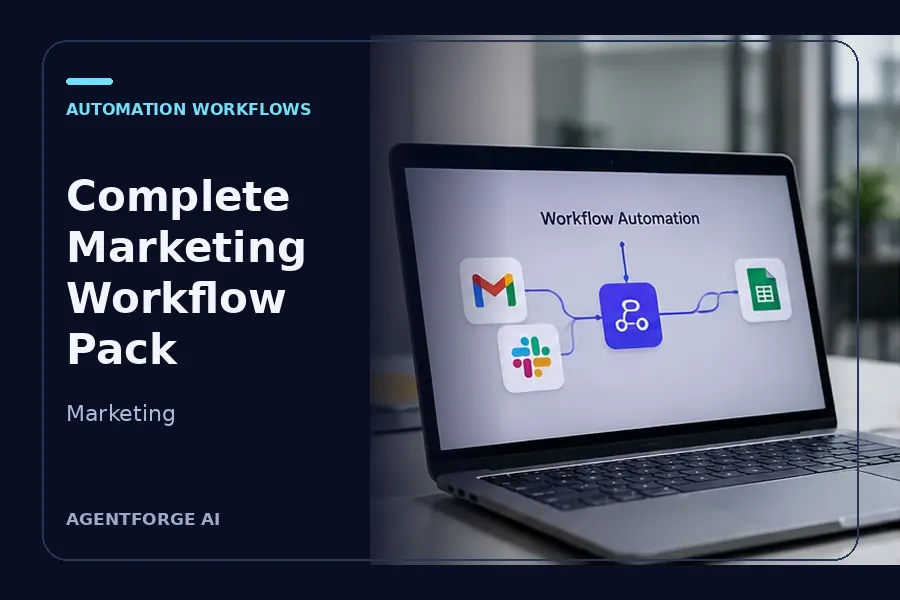 AUTOMATION WORKFLOWS
Complete
Marketing
Workflow
Pack
Marketing
AGENTFORGE AI
Workflow Automation